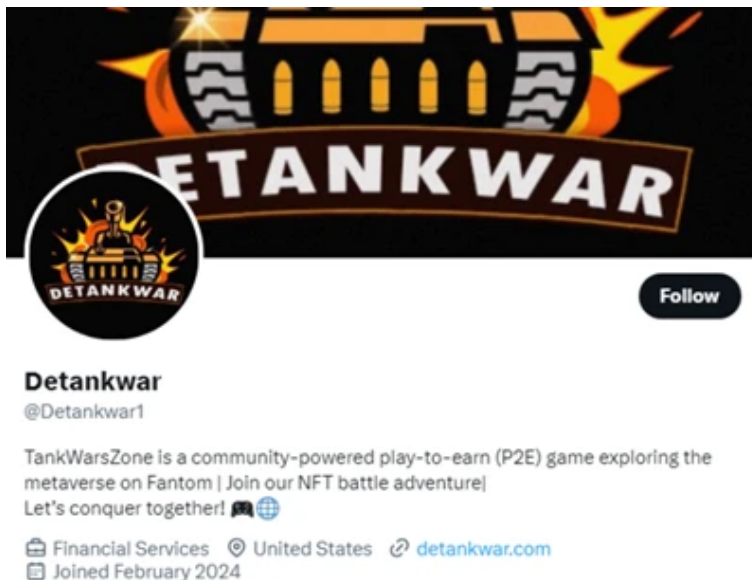 DETANKWAR
DETANKWAR
Follow
Detankwar
@Detankwar1
TankWarsZone is a community-powered play-to-earn (P2E) game exploring the
metaverse on Fantom | Join our NFT battle adventure|
Let's conquer together! 🎮🌐
Financial Services United States detankwar.com
Joined February 2024